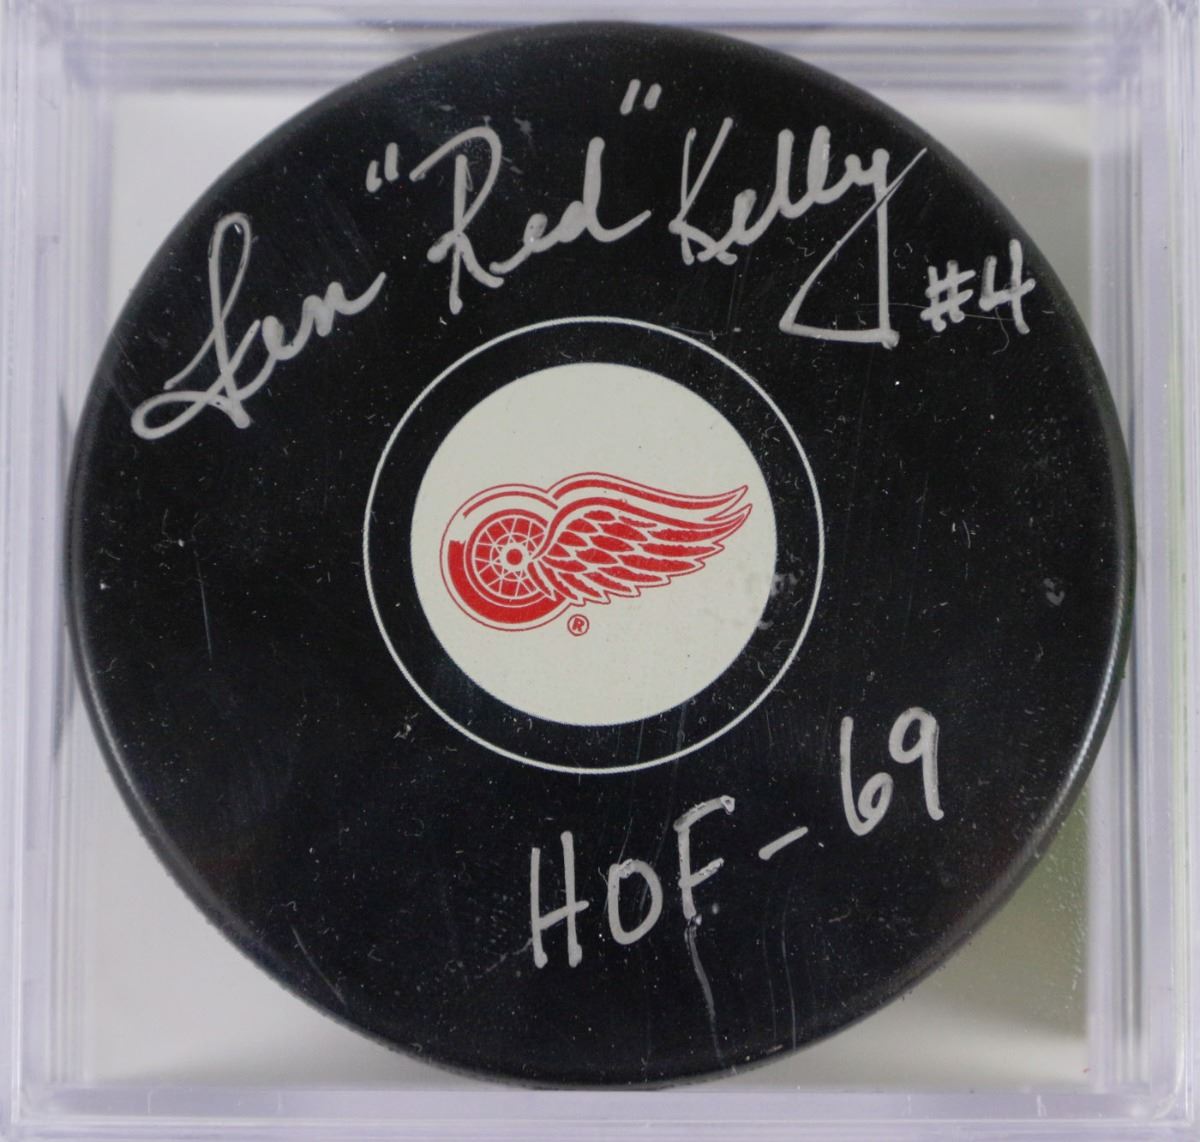 Len "Red" Kelly #4
®
HOF-69